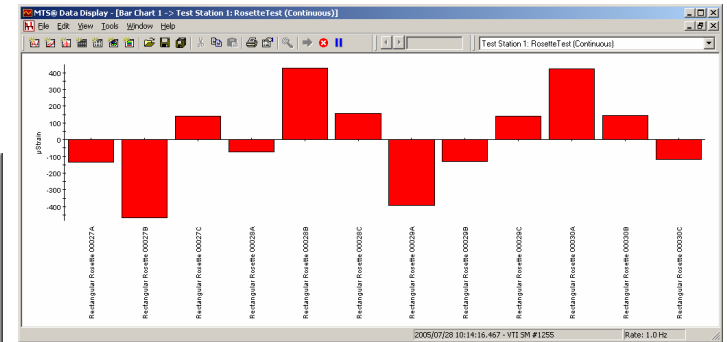 MTS® Data Display - [Bar Chart 1 -> Test Station 1: RosetteTest (Continuous)]
File Edit View Tools Window Help
Test Station 1: RosetteTest (Continuous)
400
300
200
100
0
-100
-200
-300
-400
µStrain
Rectangular Rosette 00027A
Rectangular Rosette 00027B
Rectangular Rosette 00027C
Rectangular Rosette 00028A
Rectangular Rosette 00028B
Rectangular Rosette 00028C
Rectangular Rosette 00029A
Rectangular Rosette 00029B
Rectangular Rosette 00029C
Rectangular Rosette 00030A
Rectangular Rosette 00030B
Rectangular Rosette 00030C
2005/07/28 10:14:16.467 - VTI SM #1255
Rate: 1.0 Hz